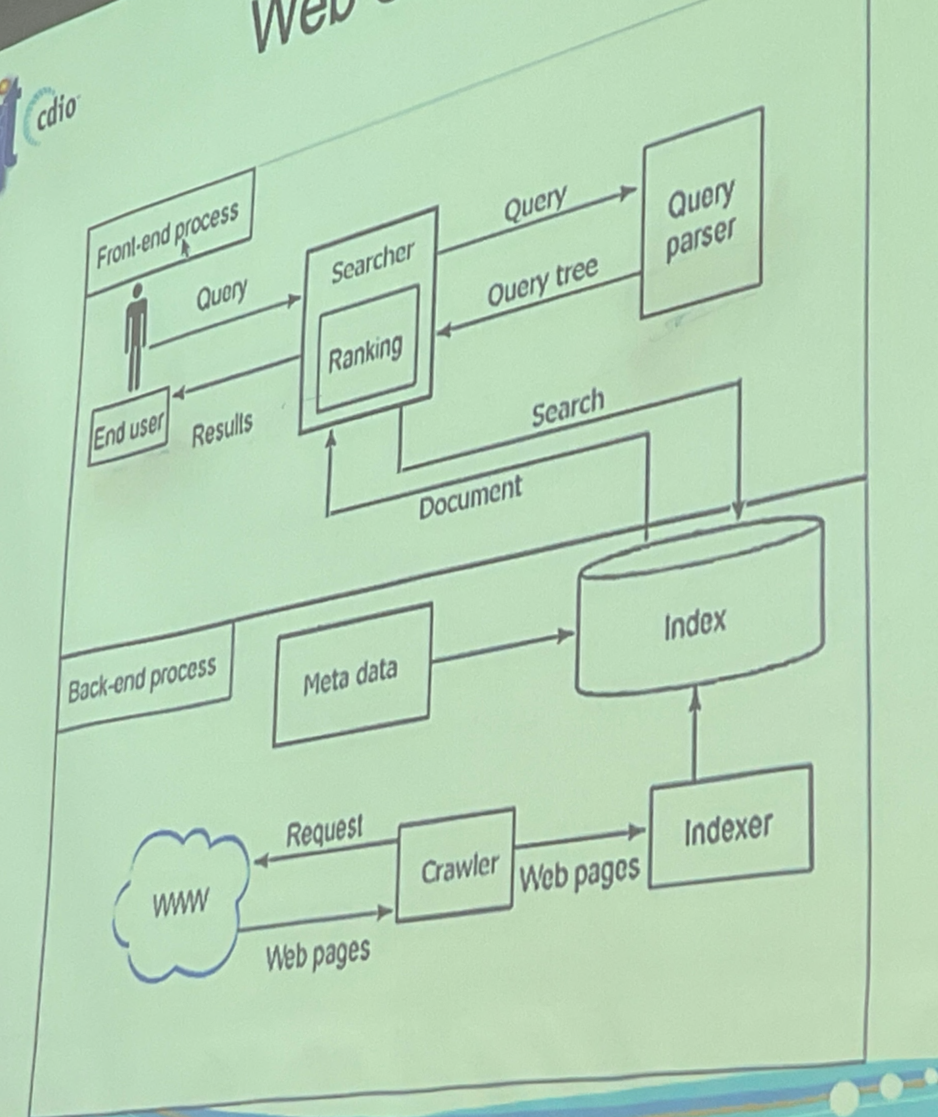 Web
cdio
Front-end process
Query
Searcher
Ranking
Query
Query parser
Query tree
End user
Results
Search
Document
Back-end process
Meta data
Index
Request
WWW
Crawler
Web pages
Web pages
Indexer